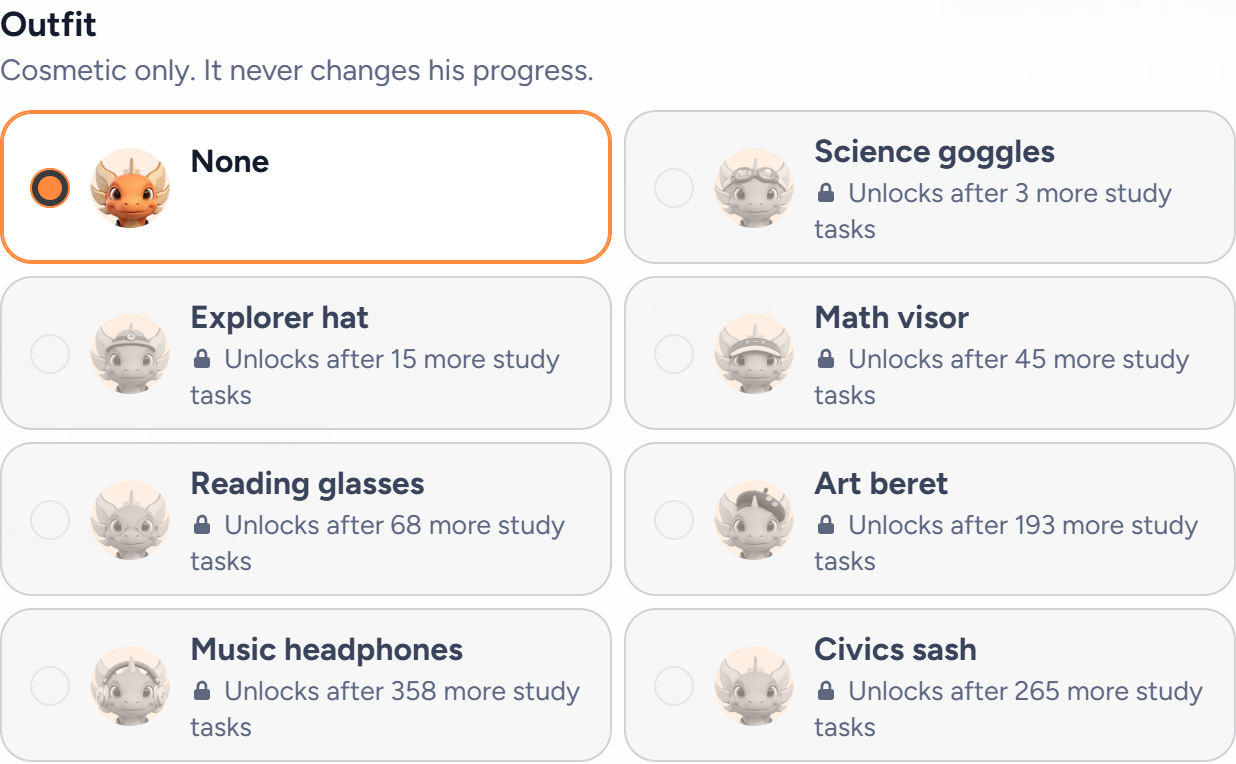 Outfit
Cosmetic only. It never changes his progress.
None
Science goggles
Unlocks after 3 more study
tasks
Explorer hat
Unlocks after 15 more study
tasks
Math visor
Unlocks after 45 more study
tasks
Reading glasses
Unlocks after 68 more study
tasks
Art beret
Unlocks after 193 more study
tasks
Music headphones
Unlocks after 358 more study
tasks
Civics sash
Unlocks after 265 more study
tasks